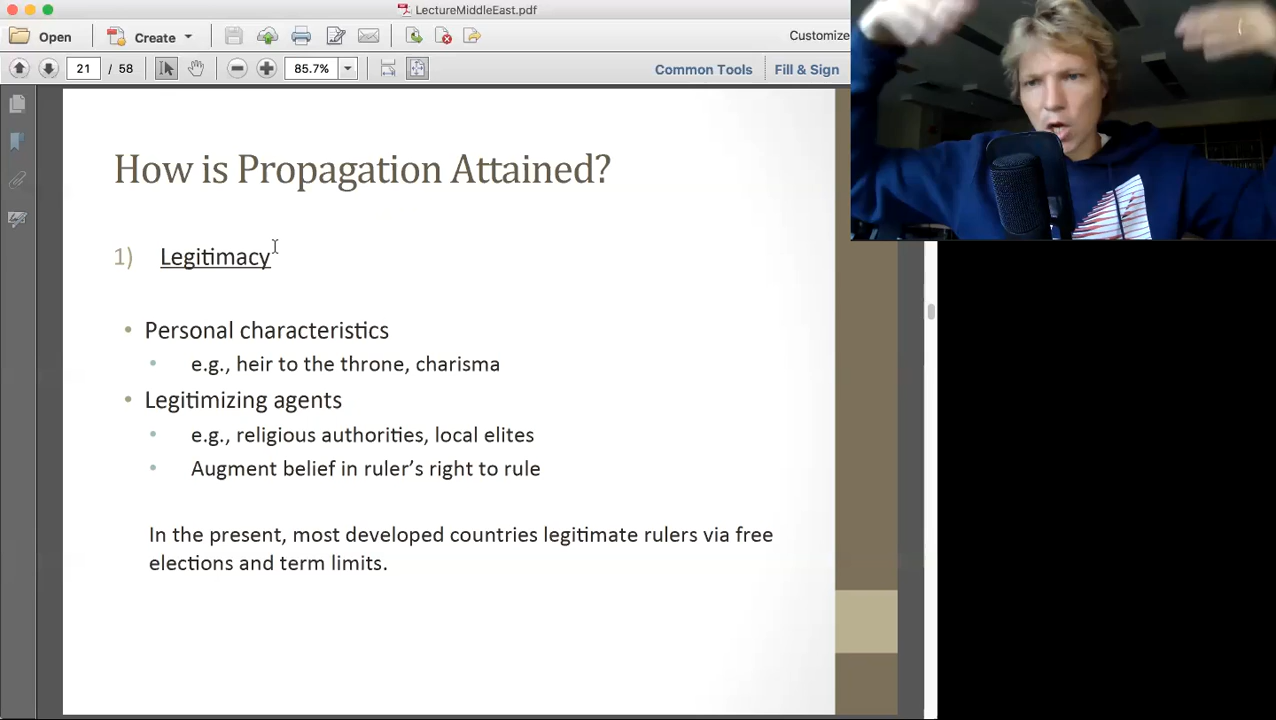 LectureMiddleEast.pdf
Open
Create
Customize
21 / 58
85.7%
Common Tools
Fill & Sign
How is Propagation Attained?
1) Legitimacy
• Personal characteristics
• e.g., heir to the throne, charisma
• Legitimizing agents
• e.g., religious authorities, local elites
• Augment belief in ruler’s right to rule
In the present, most developed countries legitimate rulers via free
elections and term limits.